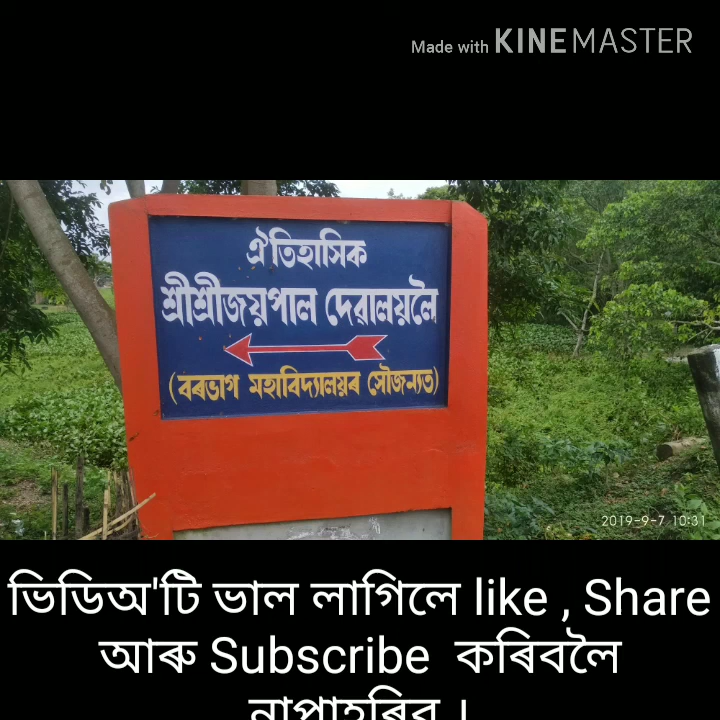 Made with KINEMASTER
ঐতিহাসিক
শ্ৰীশ্ৰীজয়পাল দেৱালয়লৈ
(বৰভাগ মহাবিদ্যালয়ৰ সৌজন্যত)
2019-9-7 10:31
ভিডিঅ'টি ভাল লাগিলে like , Share
আৰু Subscribe কৰিবলৈ
নাপাহৰিব ।